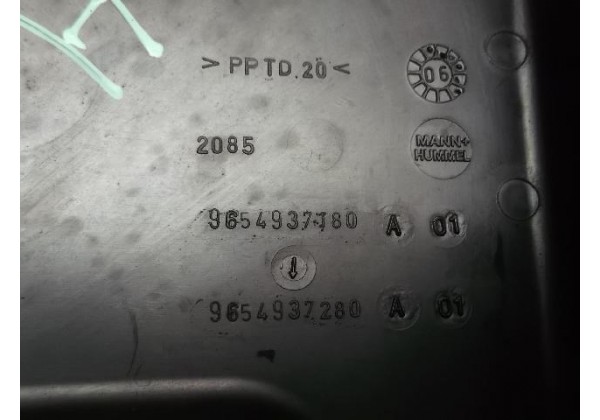 > PPTD.20 <
06
2085
MANN+
HUMMEL
9654937180 A 01
9654937280 A 01